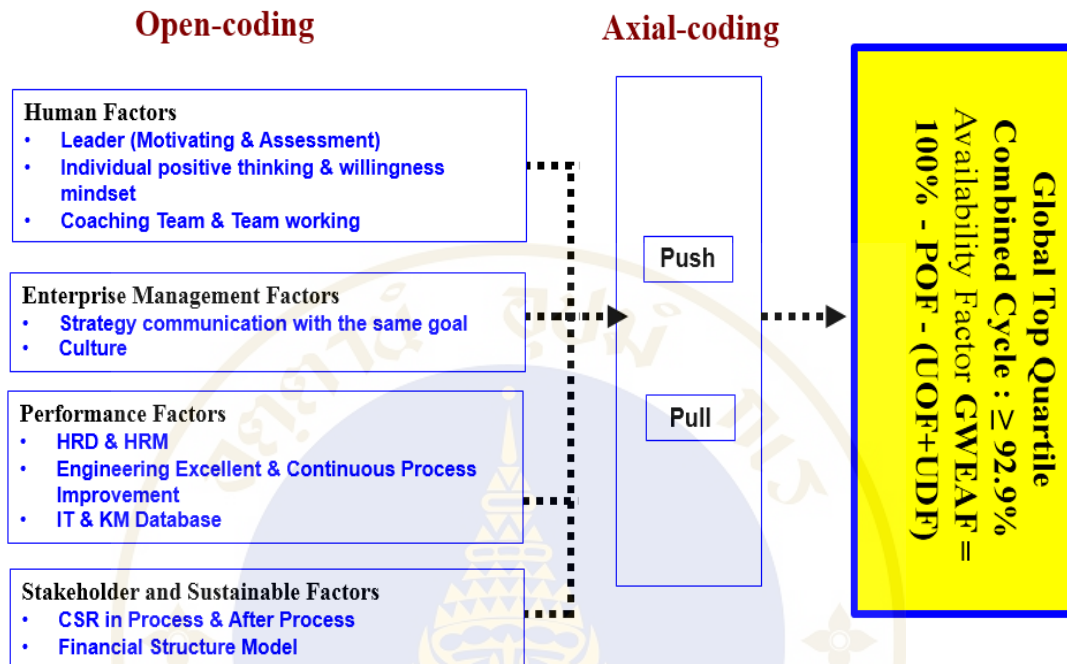 Open-coding
Axial-coding
Human Factors
• Leader (Motivating & Assessment)
• Individual positive thinking & willingness
mindset
• Coaching Team & Team working
Enterprise Management Factors
• Strategy communication with the same goal
• Culture
Performance Factors
• HRD & HRM
• Engineering Excellent & Continuous Process
Improvement
• IT & KM Database
Stakeholder and Sustainable Factors
• CSR in Process & After Process
• Financial Structure Model
Push
Pull
Global Top Quartile
Combined Cycle : ≥ 92.9%
Availability Factor GWEAF =
100% - POF - (UOF+UDF)